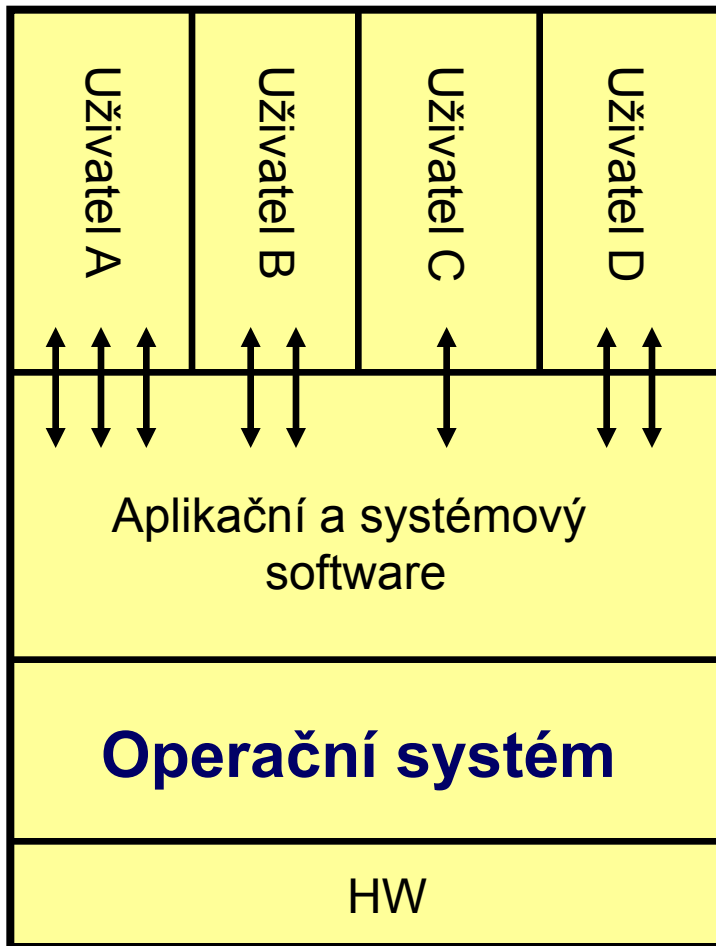 Uživatel A
Uživatel B
Uživatel C
Uživatel D
Aplikační a systémový
software
Operační systém
HW